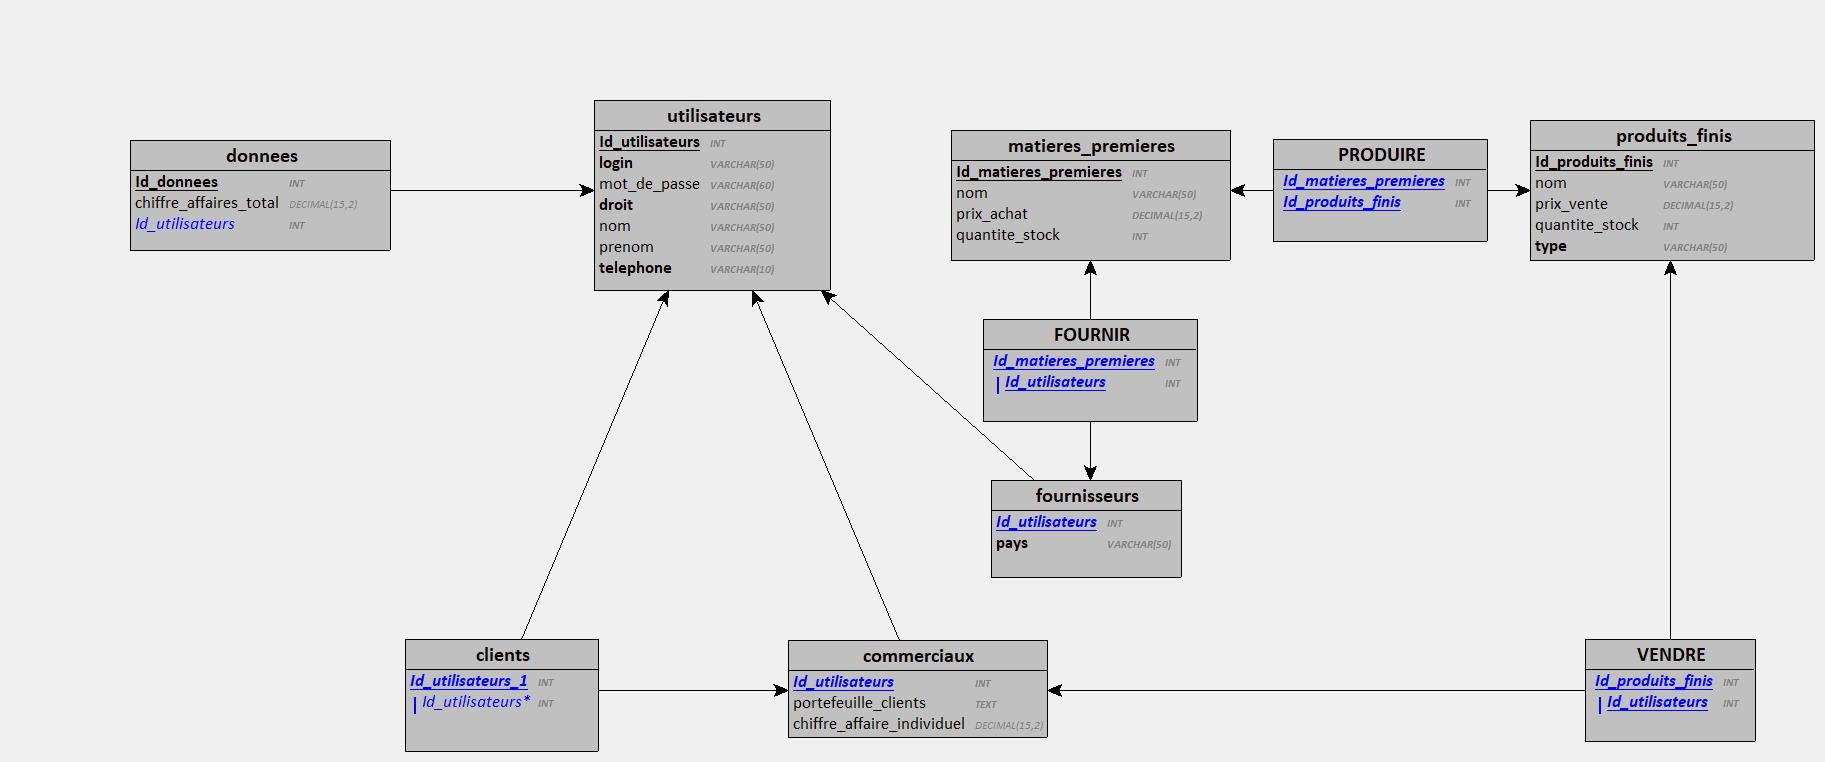 donnees
Id_donnees INT
chiffre_affaires_total DECIMAL(15,2)
Id_utilisateurs INT
utilisateurs
Id_utilisateurs INT
login VARCHAR(50)
mot_de_passe VARCHAR(60)
droit VARCHAR(50)
nom VARCHAR(50)
prenom VARCHAR(50)
telephone VARCHAR(10)
matieres_premieres
Id_matieres_premieres INT
nom VARCHAR(50)
prix_achat DECIMAL(15,2)
quantite_stock INT
PRODUIRE
Id_matieres_premieres INT
Id_produits_finis INT
produits_finis
Id_produits_finis INT
nom VARCHAR(50)
prix_vente DECIMAL(15,2)
quantite_stock INT
type VARCHAR(50)
FOURNIR
Id_matieres_premieres INT
Id_utilisateurs INT
fournisseurs
Id_utilisateurs INT
pays VARCHAR(50)
clients
Id_utilisateurs_1 INT
Id_utilisateurs* INT
commerciaux
Id_utilisateurs INT
portefeuille_clients TEXT
chiffre_affaire_individuel DECIMAL(15,2)
VENDRE
Id_produits_finis INT
Id_utilisateurs INT